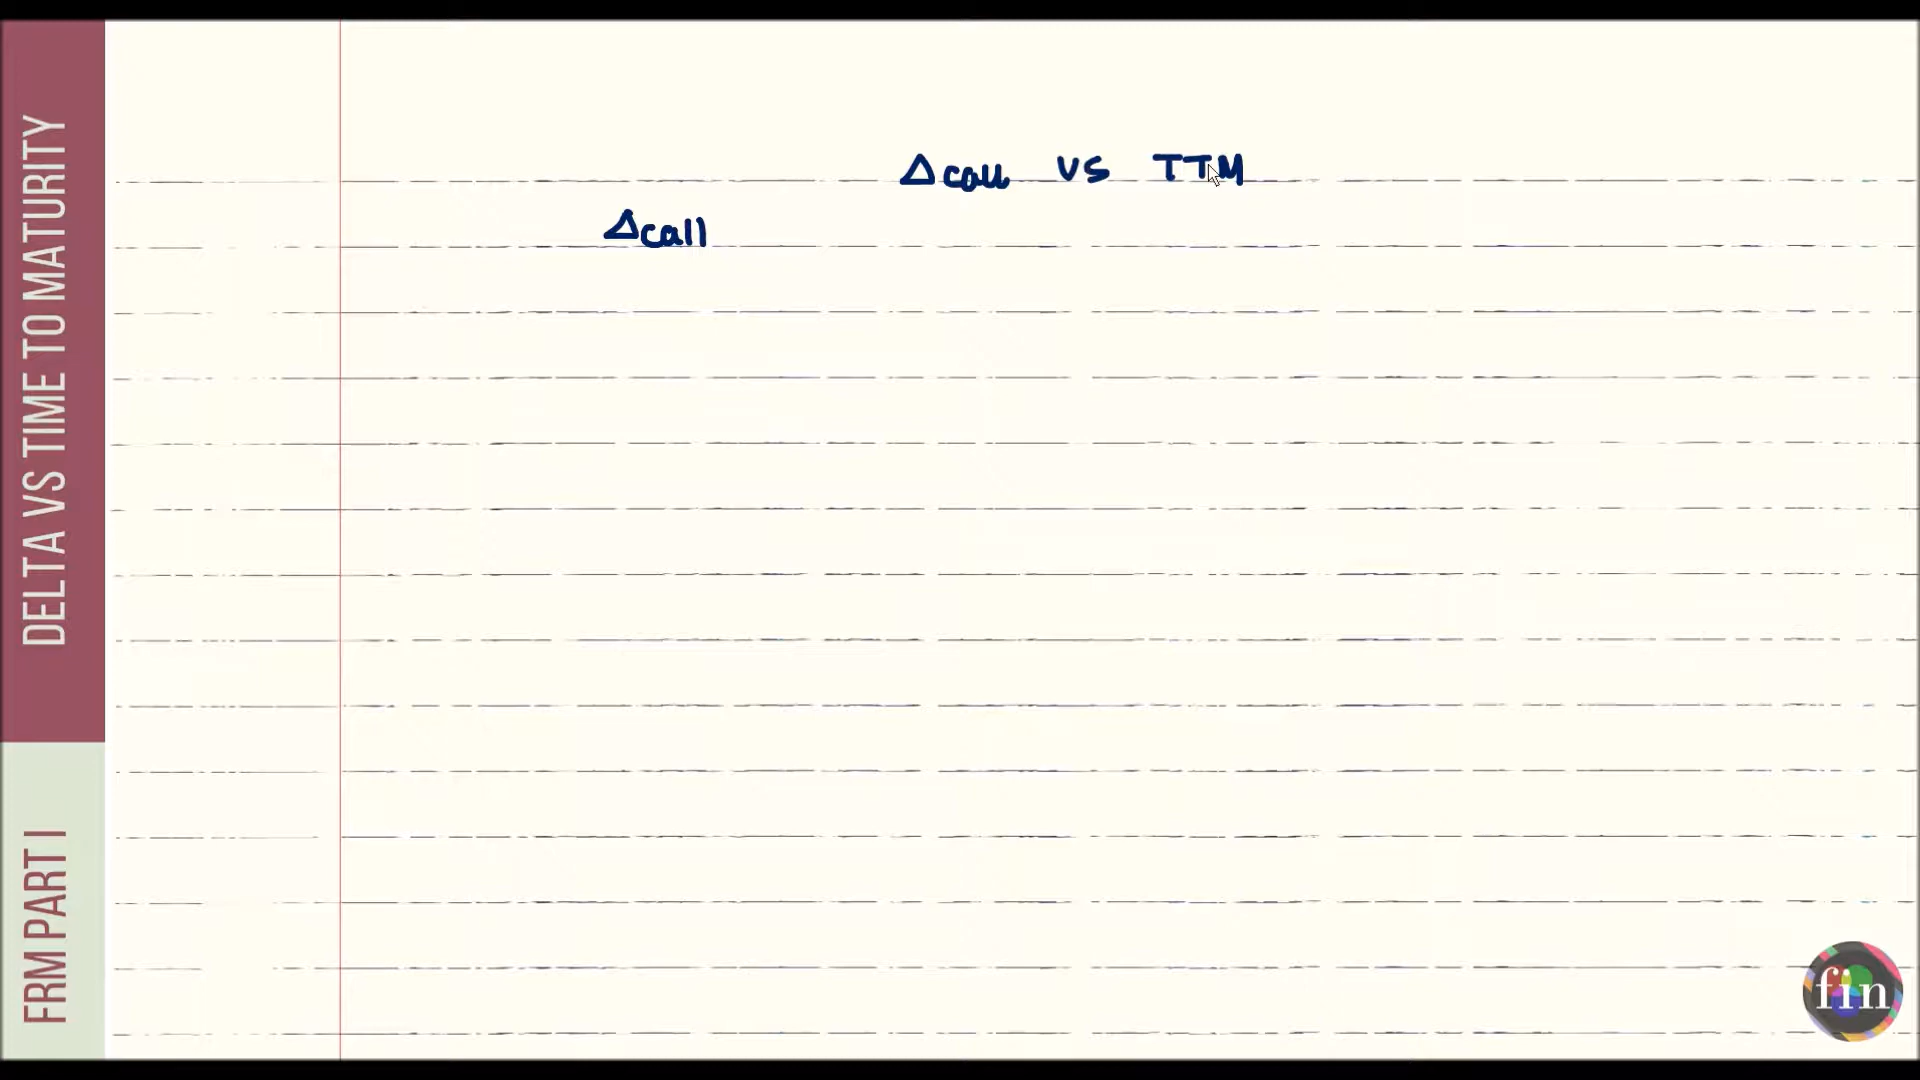 DELTA VS TIME TO MATURITY
FRM PART I
Δcall vs TTM
Δcall
fin